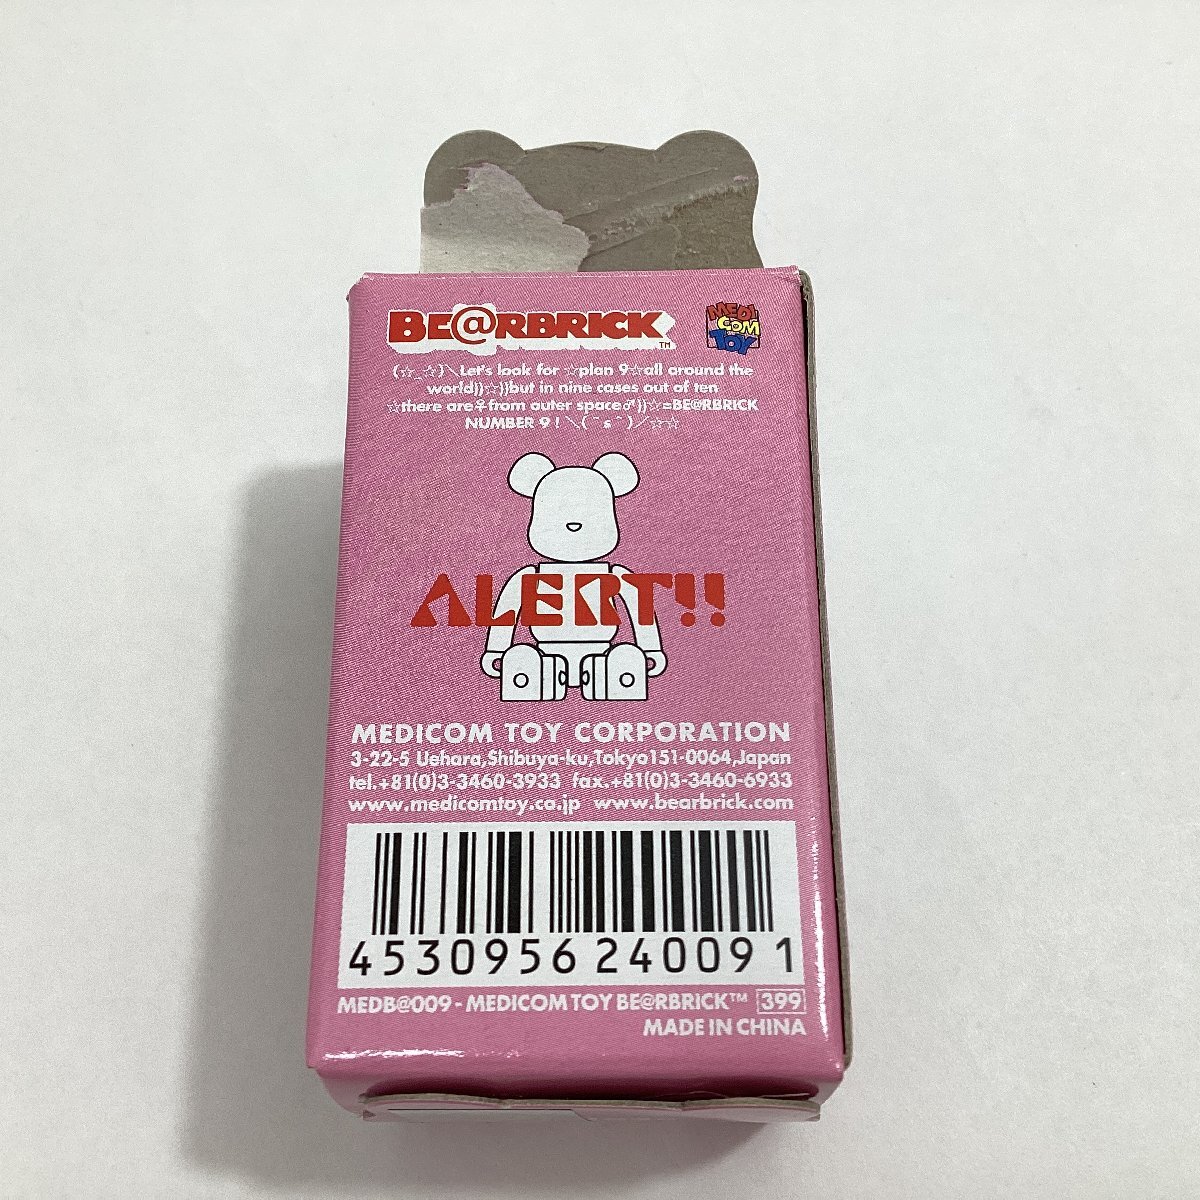 BE@RBRICK TM
MEDI COM TOY
(☆_☆)＼Let's look for ☆plan 9☆all around the
world))☆))but in nine cases out of ten
☆there are♀from outer space♂))☆=BE@RBRICK
NUMBER 9！＼(￣s￣)／☆☆
ALERT!!
MEDICOM TOY CORPORATION
3-22-5 Uehara,Shibuya-ku,Tokyo151-0064,Japan
tel.+81(0)3-3460-3933 fax.+81(0)3-3460-6933
www.medicomtoy.co.jp www.bearbrick.com
4530956240091
MEDB@009-MEDICOM TOY BE@RBRICK™ 399
MADE IN CHINA